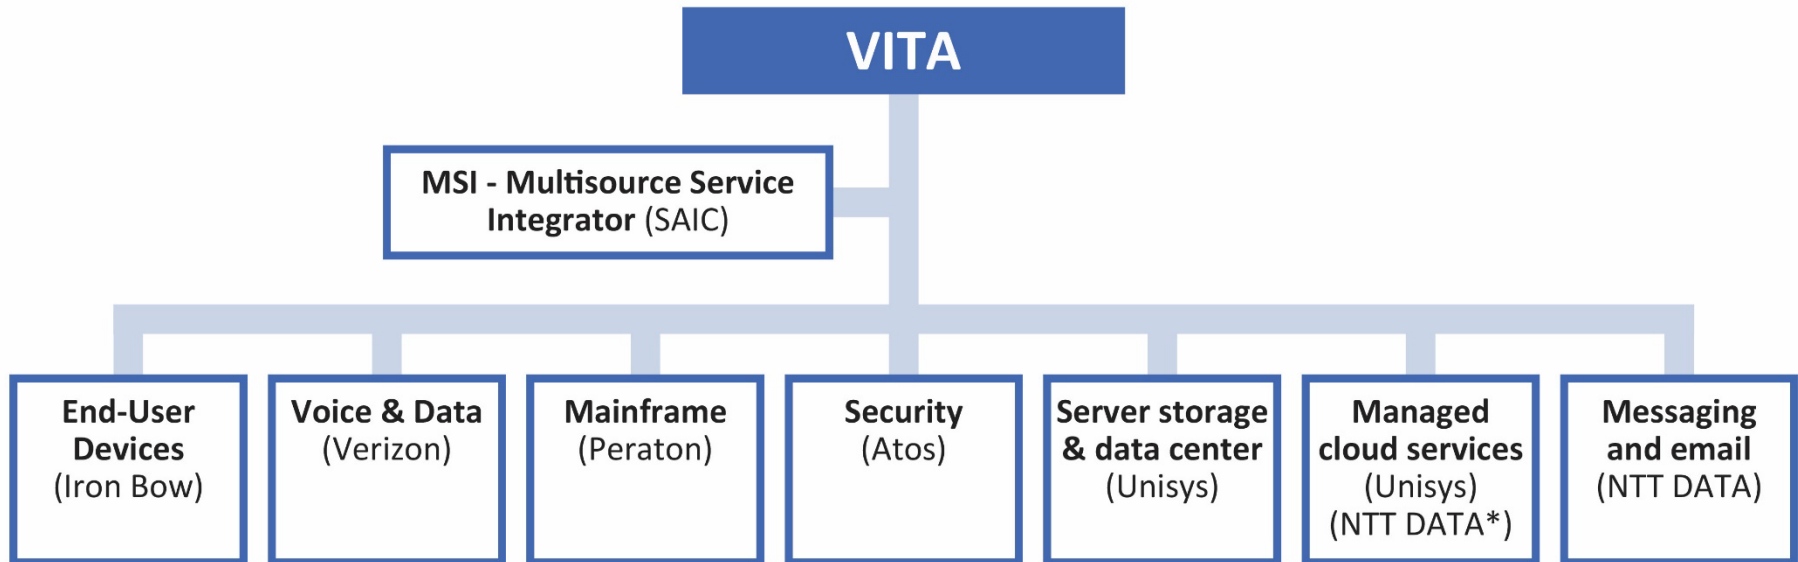 VITA
MSI - Multisource Service
Integrator (SAIC)
End-User
Devices
(Iron Bow)
Voice & Data
(Verizon)
Mainframe
(Peraton)
Security
(Atos)
Server storage
& data center
(Unisys)
Managed
cloud services
(Unisys)
(NTT DATA*)
Messaging
and email
(NTT DATA)